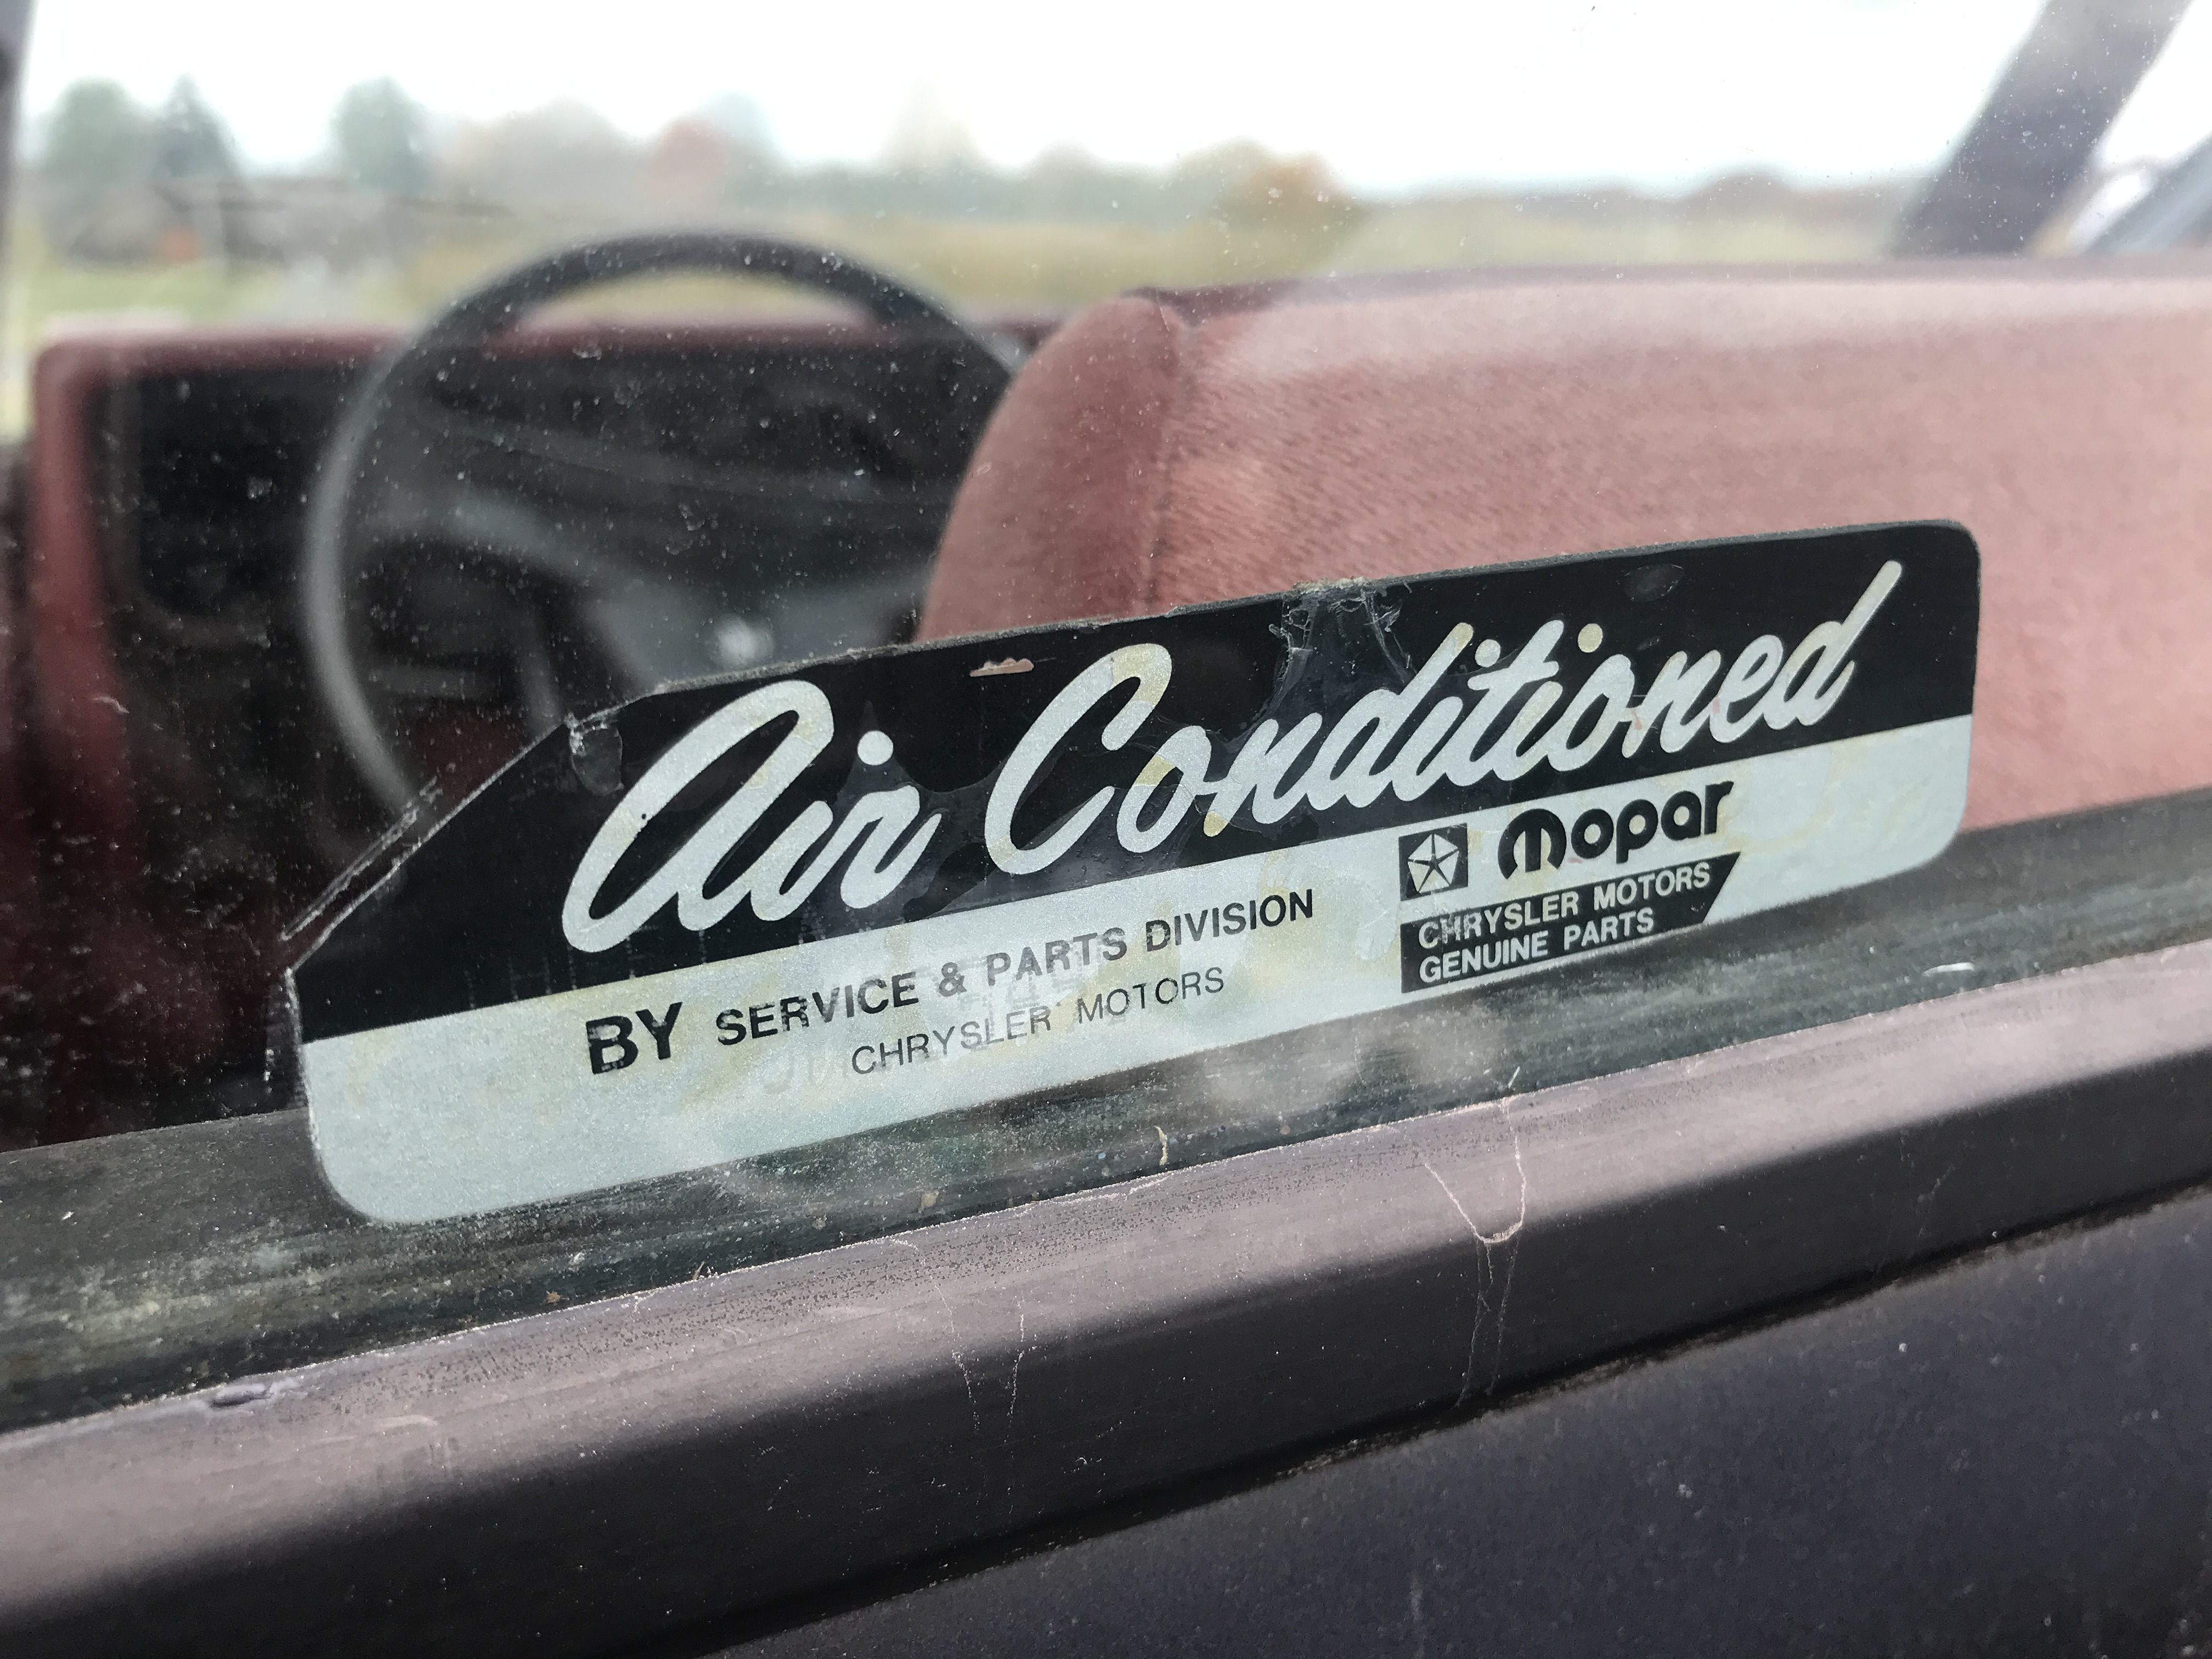 Air Conditioned
BY SERVICE & PARTS DIVISION
CHRYSLER MOTORS
Mopar
CHRYSLER MOTORS
GENUINE PARTS